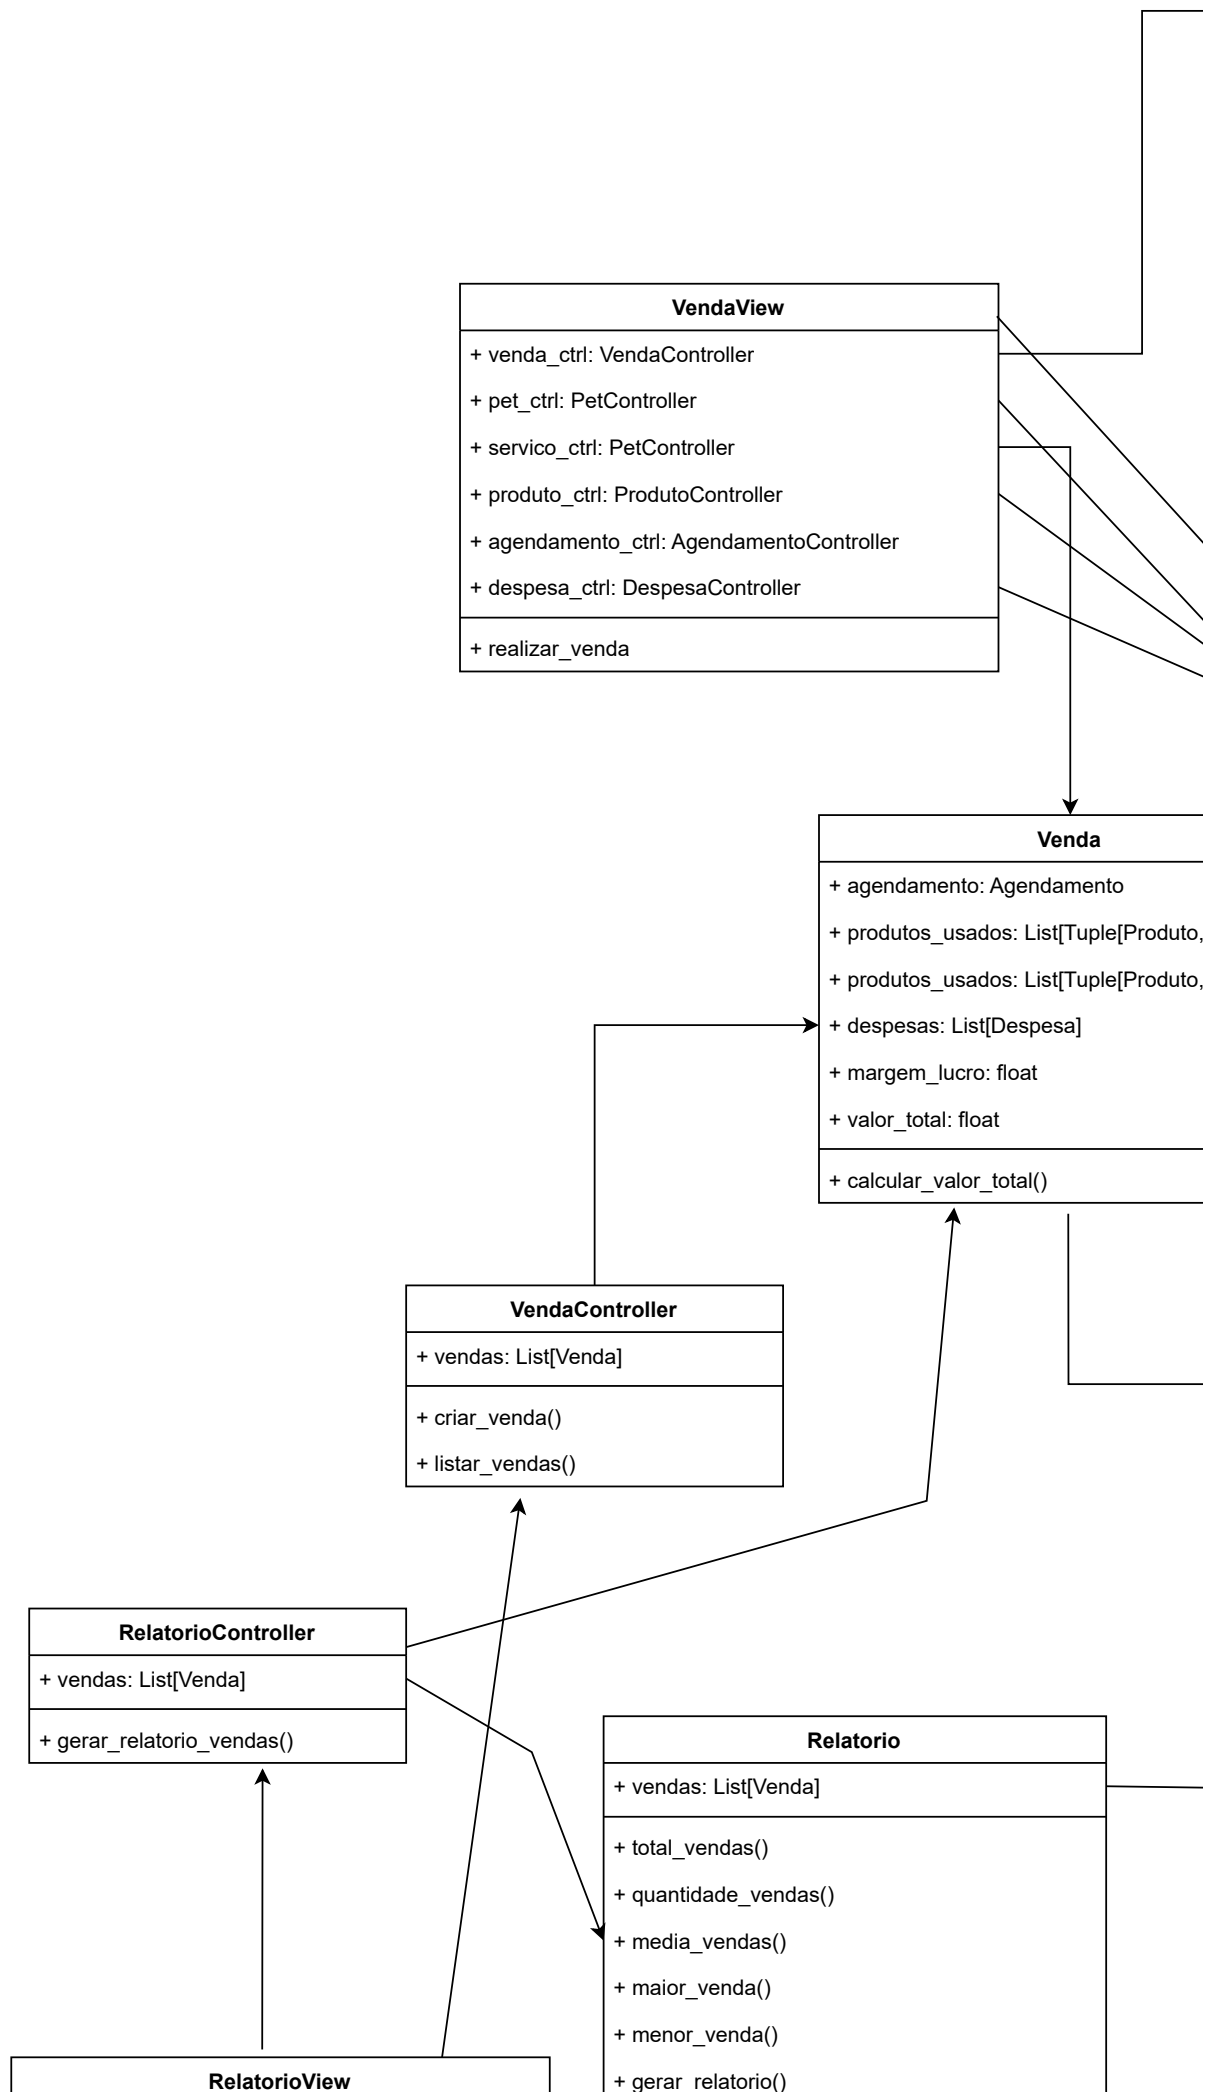 VendaView
+ venda_ctrl: VendaController
+ pet_ctrl: PetController
+ servico_ctrl: PetController
+ produto_ctrl: ProdutoController
+ agendamento_ctrl: AgendamentoController
+ despesa_ctrl: DespesaController
+ realizar_venda
Venda
+ agendamento: Agendamento
+ produtos_usados: List[Tuple[Produto,
+ produtos_usados: List[Tuple[Produto,
+ despesas: List[Despesa]
+ margem_lucro: float
+ valor_total: float
+ calcular_valor_total()
VendaController
+ vendas: List[Venda]
+ criar_venda()
+ listar_vendas()
RelatorioController
+ vendas: List[Venda]
+ gerar_relatorio_vendas()
Relatorio
+ vendas: List[Venda]
+ total_vendas()
+ quantidade_vendas()
+ media_vendas()
+ maior_venda()
+ menor_venda()
+ gerar_relatorio()
RelatorioView